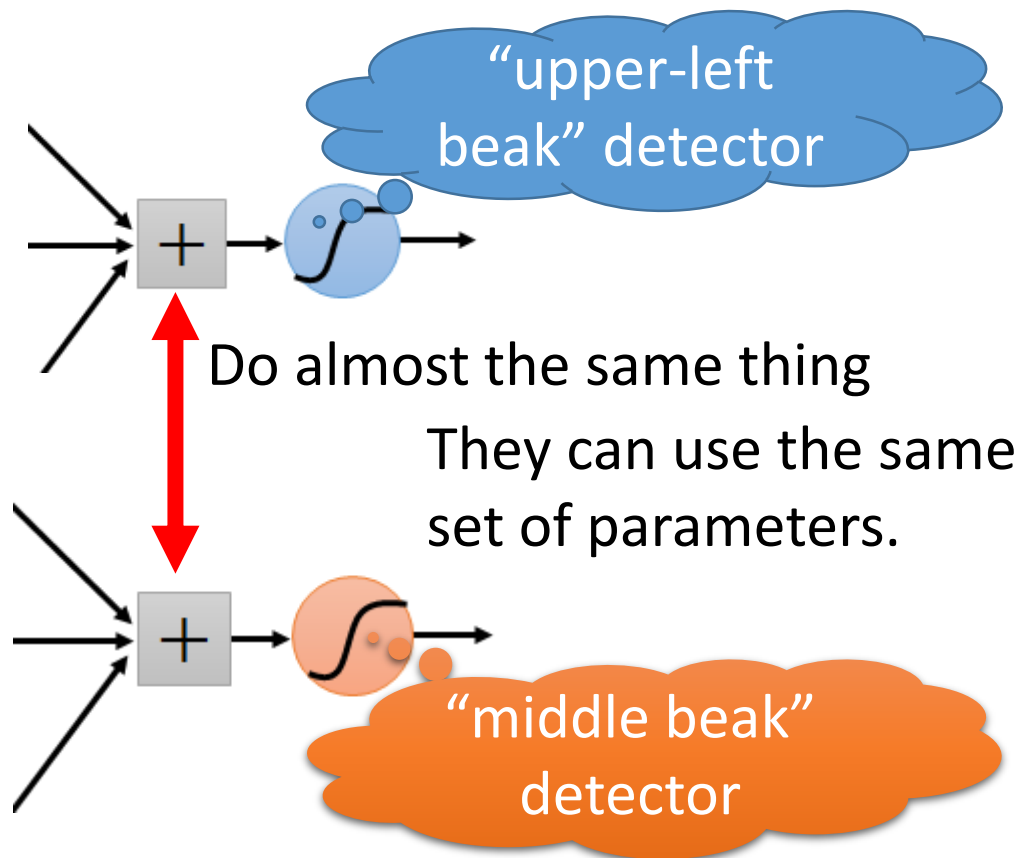 “upper-left
beak” detector
+
Do almost the same thing
They can use the same
set of parameters.
+
“middle beak”
detector